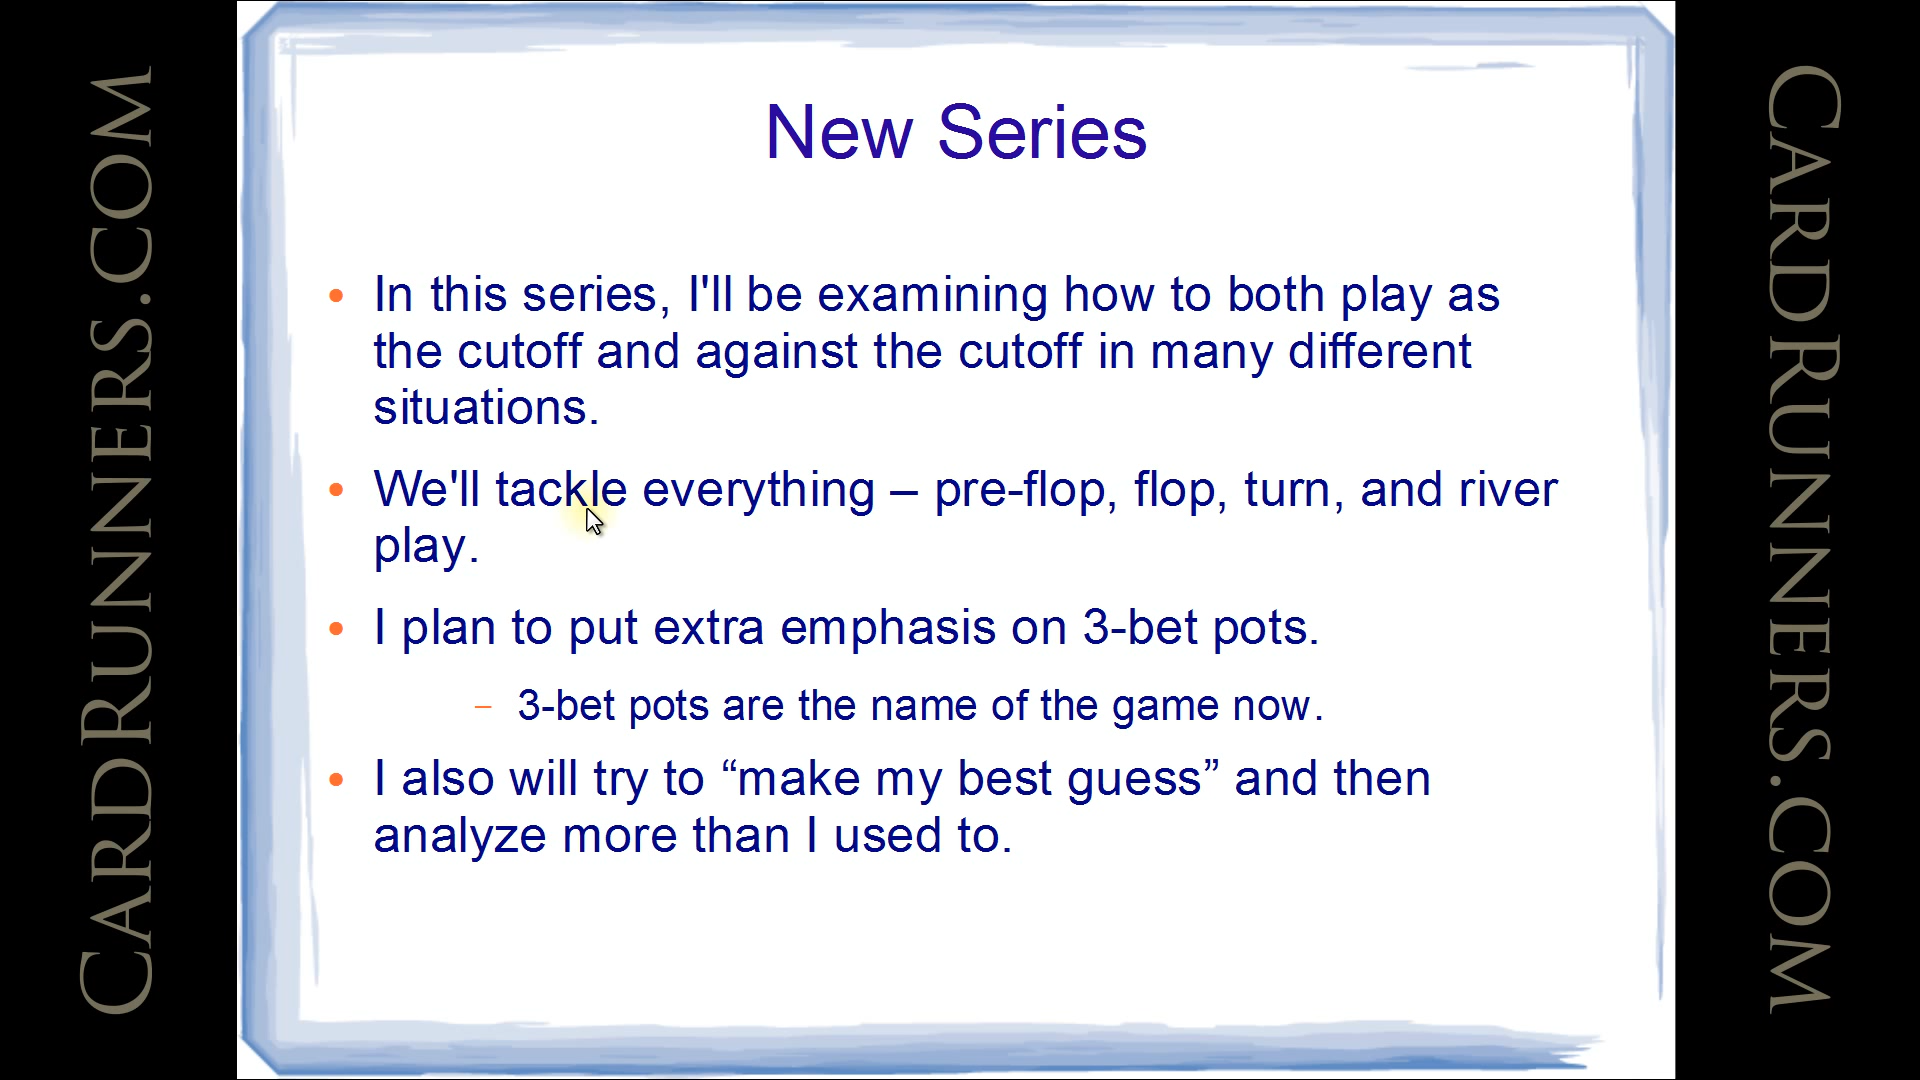 CardRunners.com
New Series
• In this series, I'll be examining how to both play as
the cutoff and against the cutoff in many different
situations.
• We'll tackle everything – pre-flop, flop, turn, and river
play.
• I plan to put extra emphasis on 3-bet pots.
– 3-bet pots are the name of the game now.
• I also will try to “make my best guess” and then
analyze more than I used to.
CardRunners.com